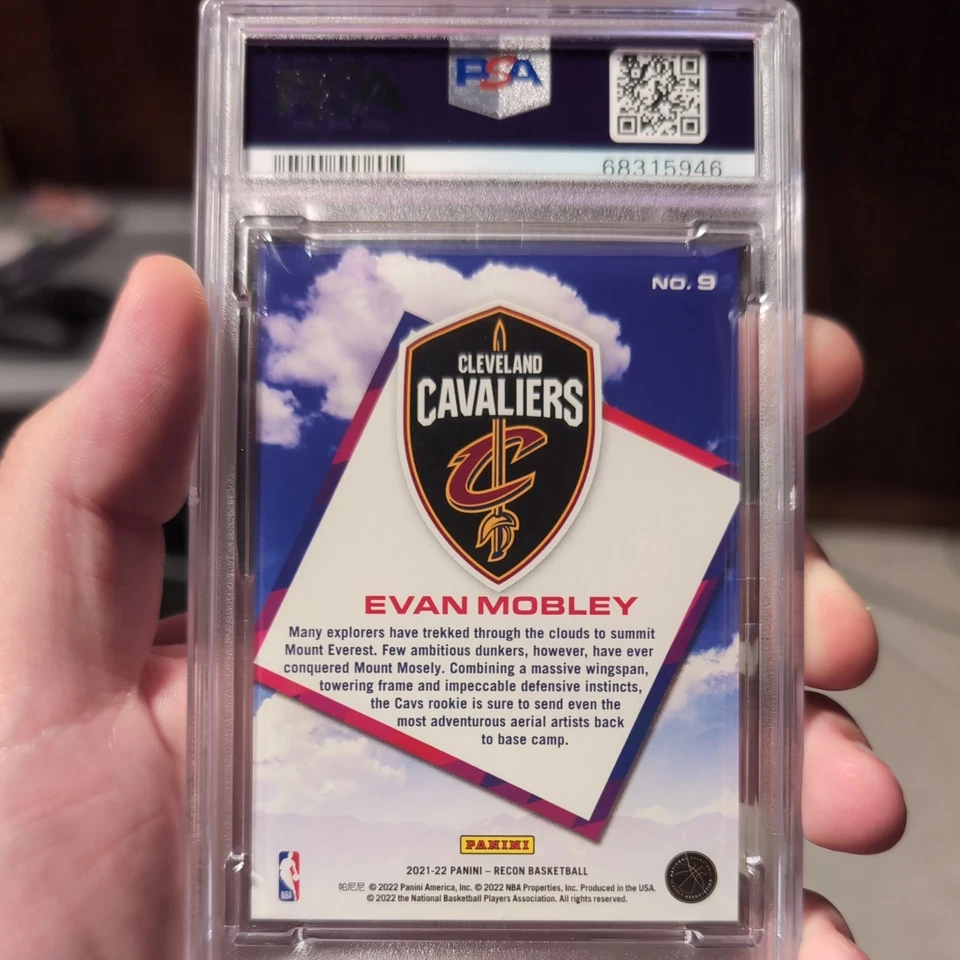 PSA
68315946
NO. 9
CLEVELAND
CAVALIERS
EVAN MOBLEY
Many explorers have trekked through the clouds to summit
Mount Everest. Few ambitious dunkers, however, have ever
conquered Mount Mosely. Combining a massive wingspan,
towering frame and impeccable defensive instincts,
the Cavs rookie is sure to send even the
most adventurous aerial artists back
to base camp.
PANINI
2021-22 PANINI – RECON BASKETBALL
帕尼尼 © 2022 Panini America, Inc. © 2022 NBA Properties, Inc. Produced in the USA.
© 2022 the National Basketball Players Association. All rights reserved.